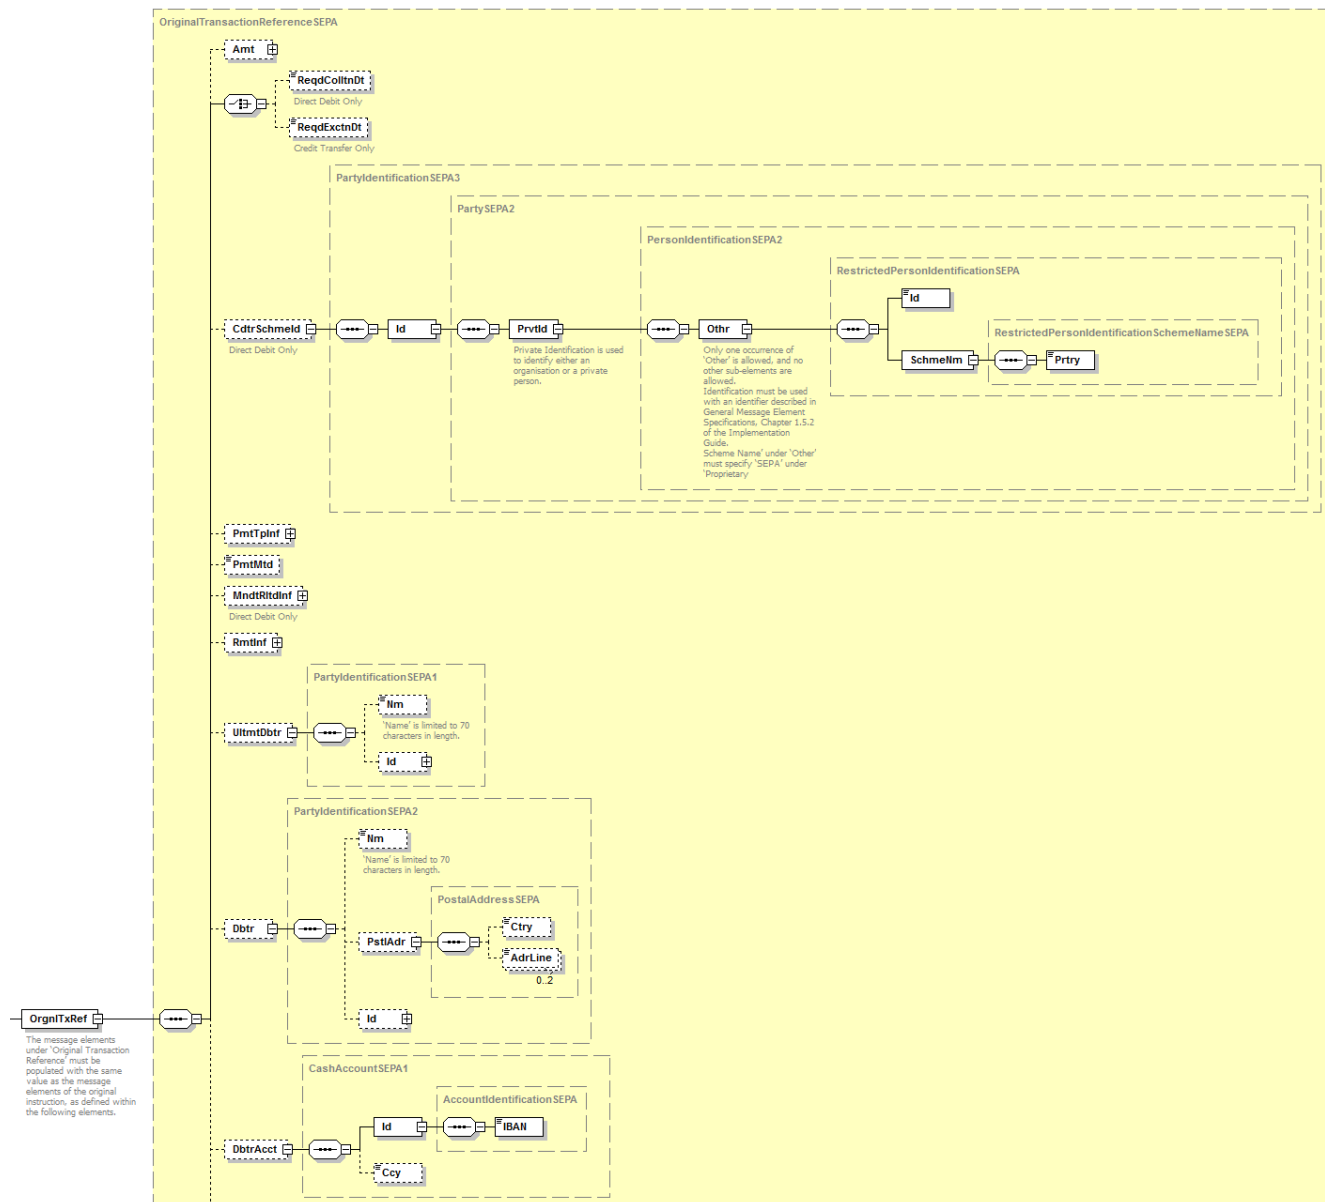 OriginalTransactionReferenceSEPA
Amt
ReqdColltnDt
Direct Debit Only
ReqdExctnDt
Credit Transfer Only
PartyIdentificationSEPA3
PartySEPA2
PersonIdentificationSEPA2
RestrictedPersonIdentificationSEPA
Id
RestrictedPersonIdentificationSchemeNameSEPA
CdtrSchmeId
Direct Debit Only
Id
PrvtId
Private Identification is used
to identify either an
organisation or a private
person.
Othr
Only one occurrence of
'Other' is allowed, and no
other sub-elements are
allowed.
Identification must be used
with an identifier described in
General Message Element
Specifications, Chapter 1.5.2
of the Implementation
Guide.
Scheme Name' under 'Other'
must specify 'SEPA' under
'Proprietary
SchmeNm
Prtry
PmtTpInf
PmtMtd
MndtRltdInf
Direct Debit Only
RmtInf
PartyIdentificationSEPA1
Nm
'Name' is limited to 70
characters in length.
UltmtDbtr
Id
PartyIdentificationSEPA2
Nm
'Name' is limited to 70
characters in length.
PostalAddressSEPA
Ctry
Dbtr
PstlAdr
AdrLine
0..2
Id
OrgnlTxRef
The message elements
under 'Original Transaction
Reference' must be
populated with the same
value as the message
elements of the original
instruction, as defined within
the following elements.
CashAccountSEPA1
AccountIdentificationSEPA
Id
IBAN
DbtrAcct
Ccy